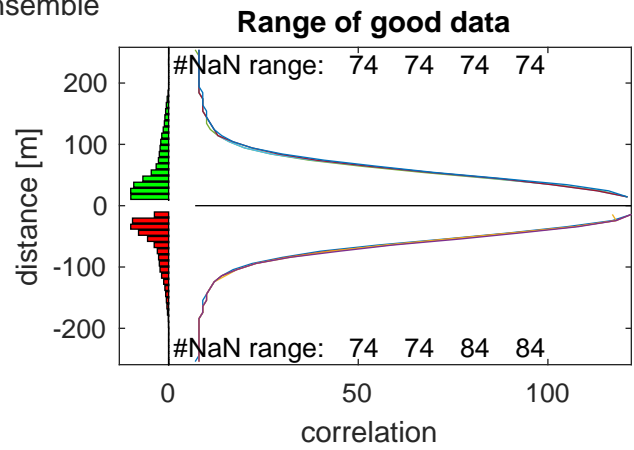 Range of good data
#NaN range: 74 74 74 74
200
100
0
-100
-200
distance [m]
#NaN range: 74 74 84 84
0 50 100
correlation